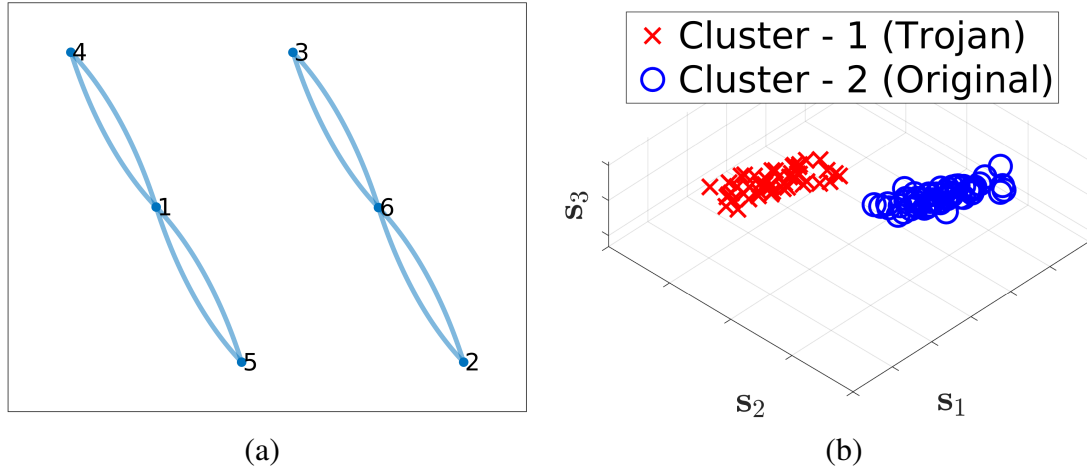 4
3
1
6
5
2
(a)
× Cluster - 1 (Trojan)
○ Cluster - 2 (Original)
s₃
s₂
s₁
(b)